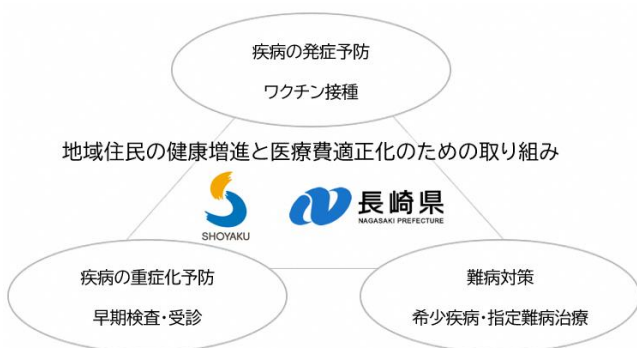 疾病の発症予防
ワクチン接種
地域住民の健康増進と医療費適正化のための取り組み
SHOYAKU
長崎県
NAGASAKI PREFECTURE
疾病の重症化予防
早期検査・受診
難病対策
希少疾病・指定難病治療